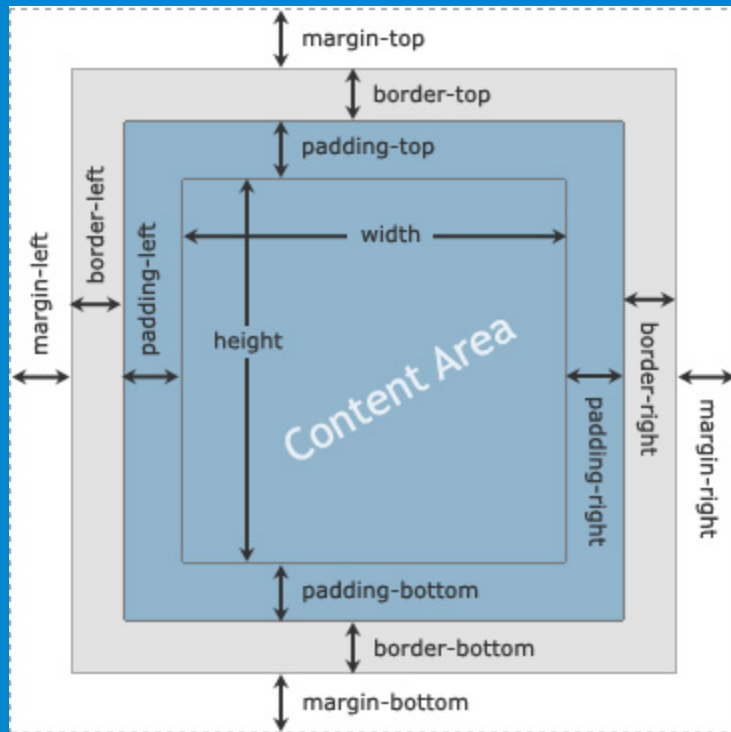 margin-top
border-top
padding-top
width
margin-left
border-left
padding-left
height
Content Area
padding-right
border-right
margin-right
padding-bottom
border-bottom
margin-bottom